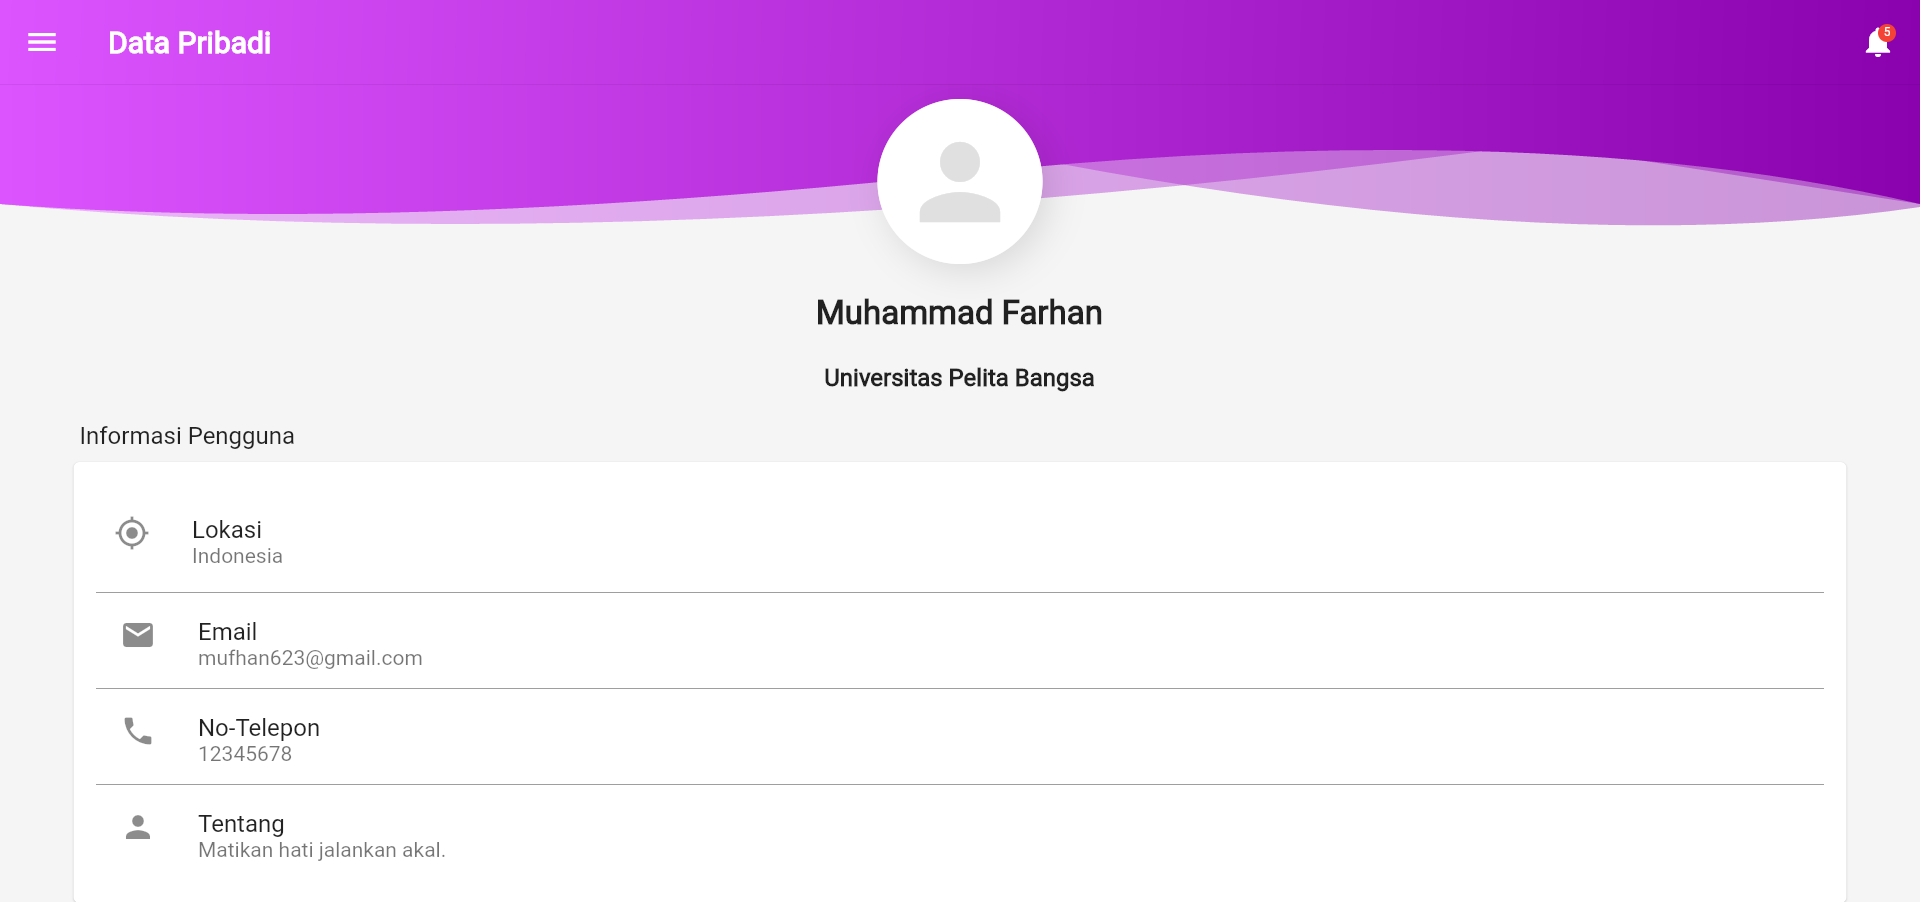 Data Pribadi
5
Muhammad Farhan
Universitas Pelita Bangsa
Informasi Pengguna
Lokasi
Indonesia
Email
mufhan623@gmail.com
No-Telepon
12345678
Tentang
Matikan hati jalankan akal.